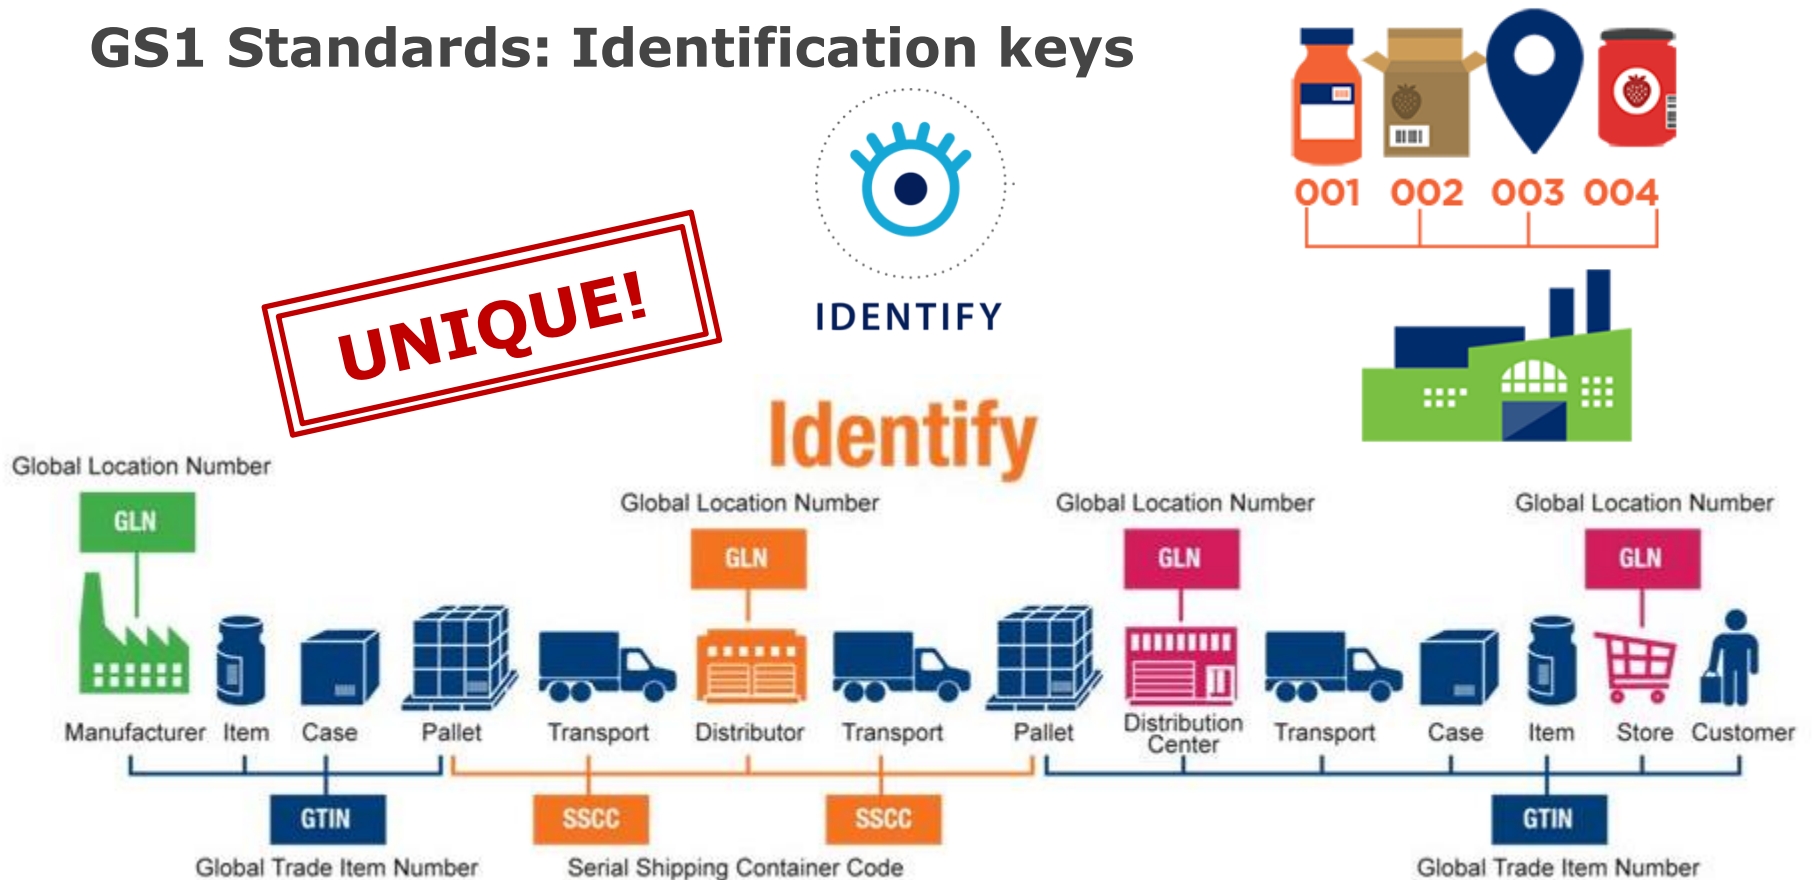 GS1 Standards: Identification keys
001 002 003 004
UNIQUE!
IDENTIFY
Identify
Global Location Number
Global Location Number
Global Location Number
Global Location Number
GLN
GLN
GLN
GLN
Manufacturer Item Case Pallet Transport Distributor Transport Pallet Distribution Center Transport Case Item Store Customer
GTIN SSCC SSCC GTIN
Global Trade Item Number Serial Shipping Container Code Global Trade Item Number